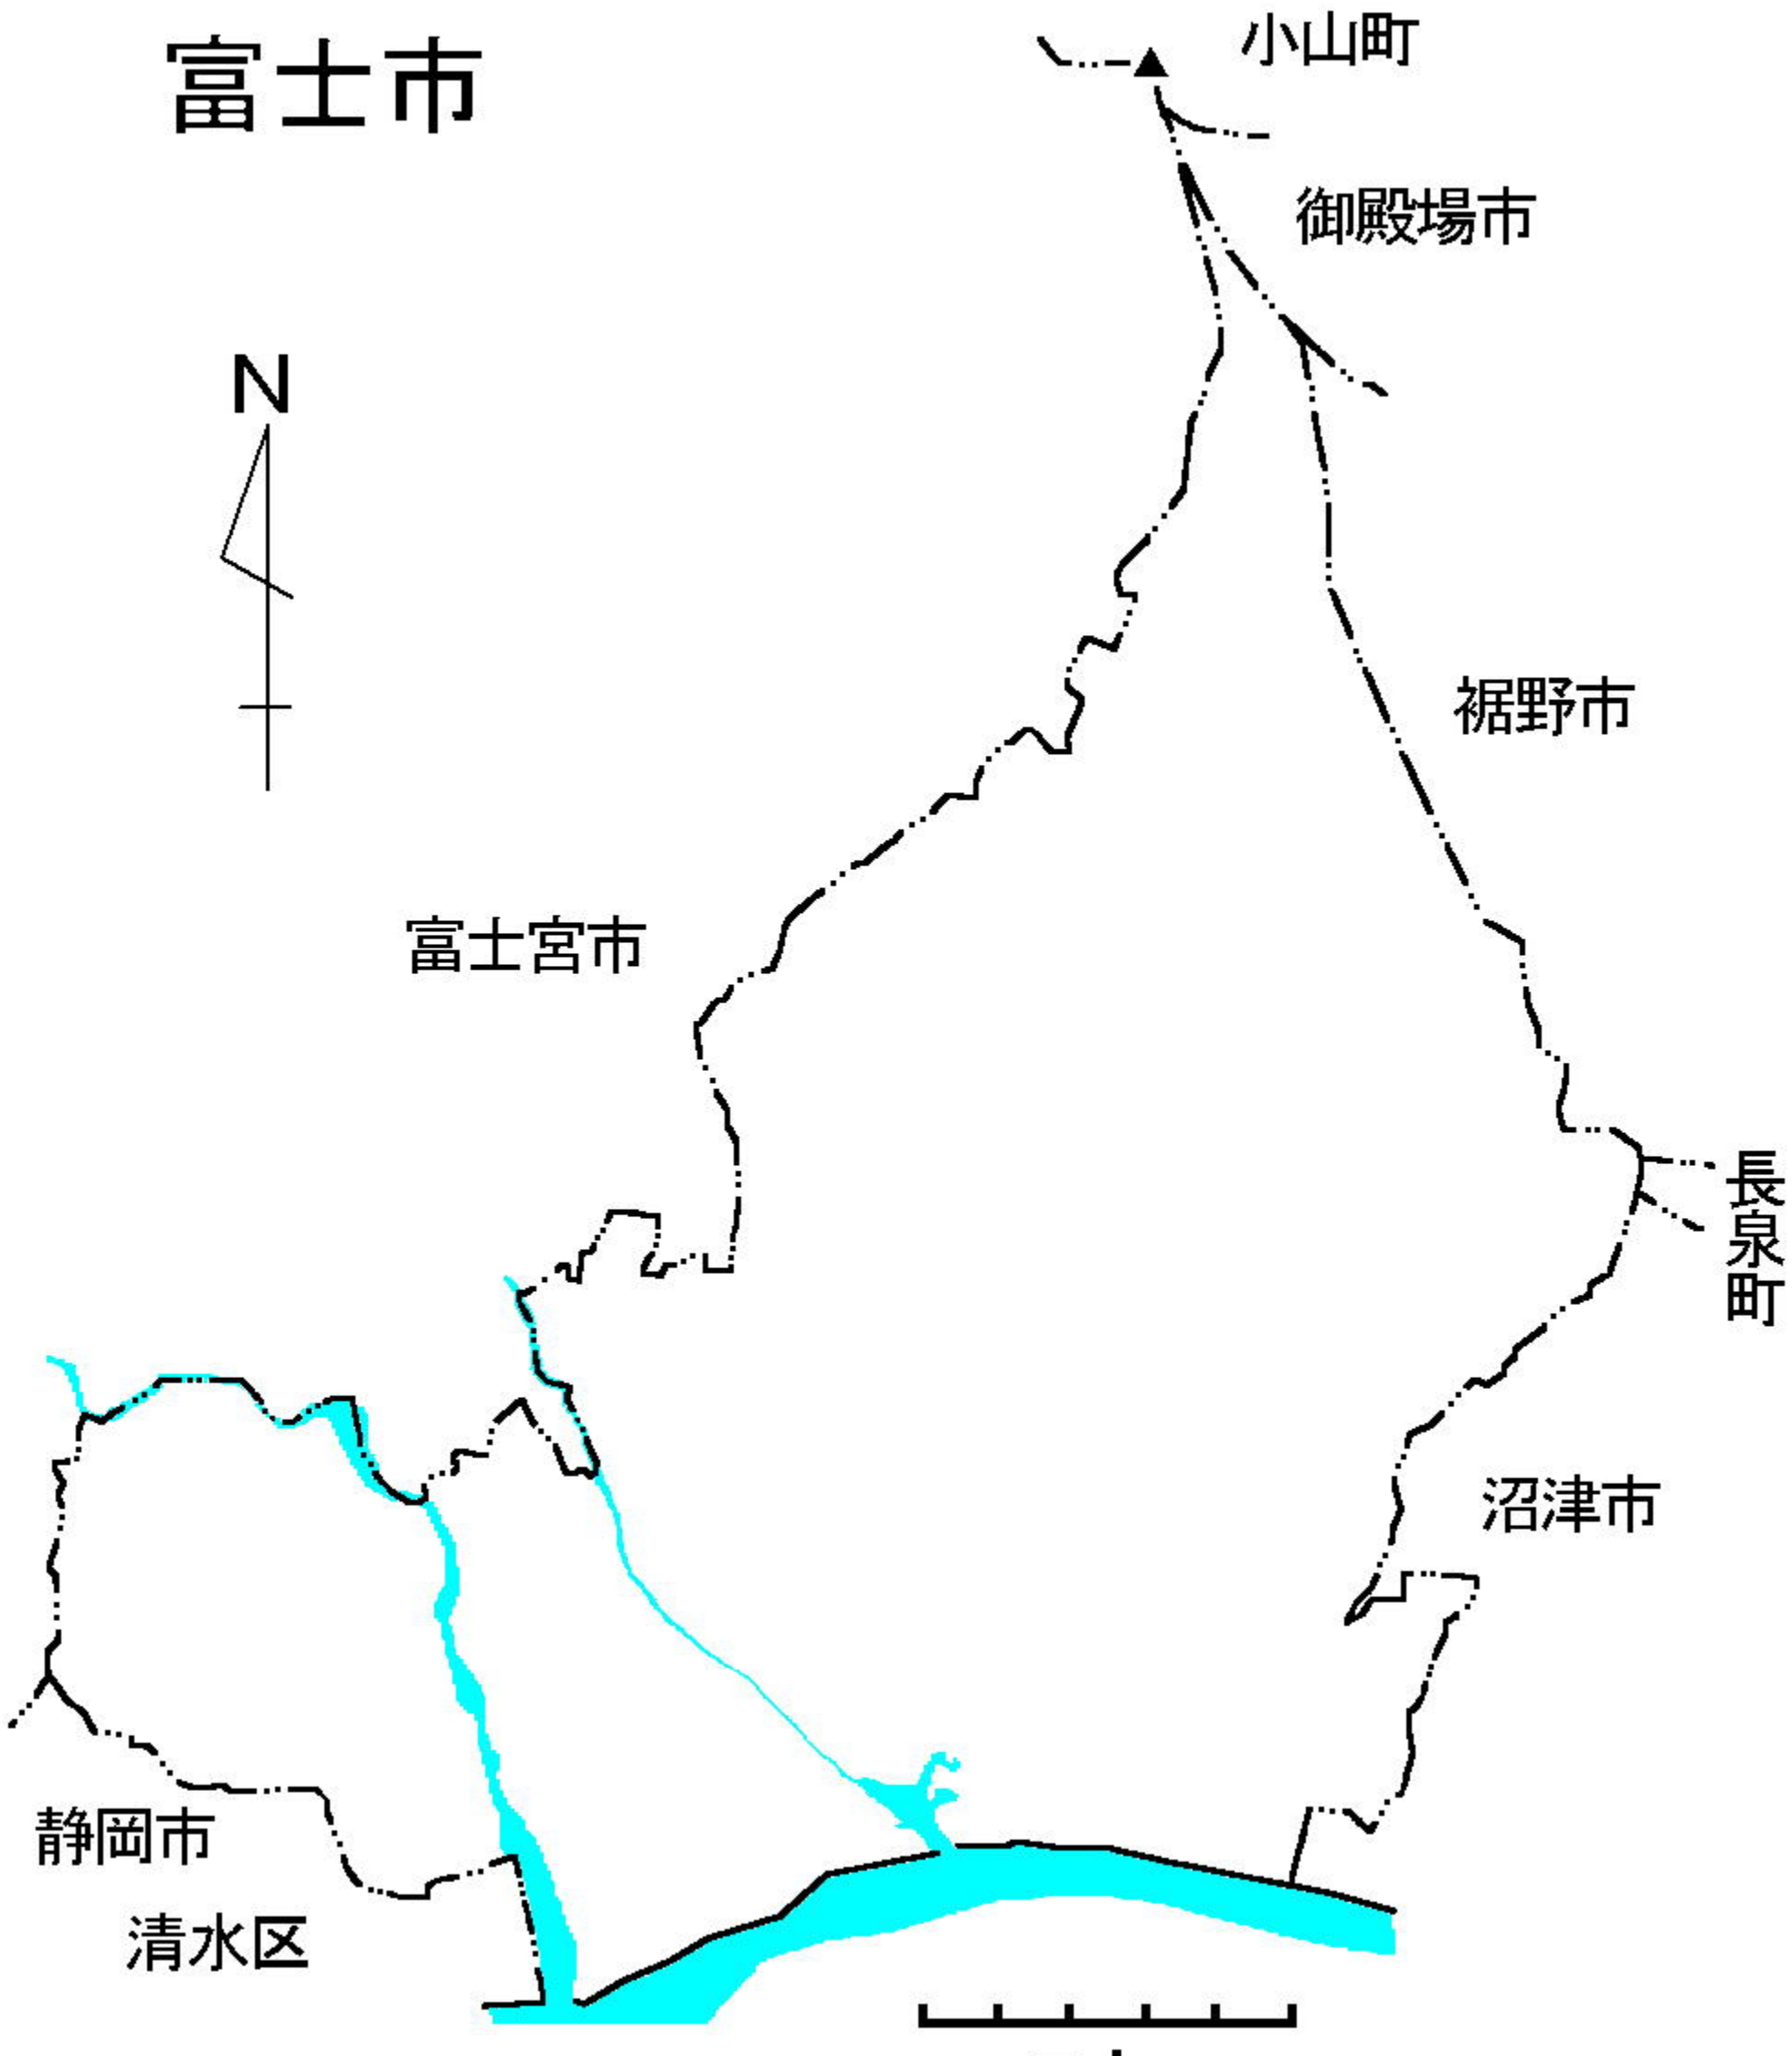 富士市
小山町
御殿場市
N
裾野市
富士宮市
長泉町
沼津市
静岡市
清水区